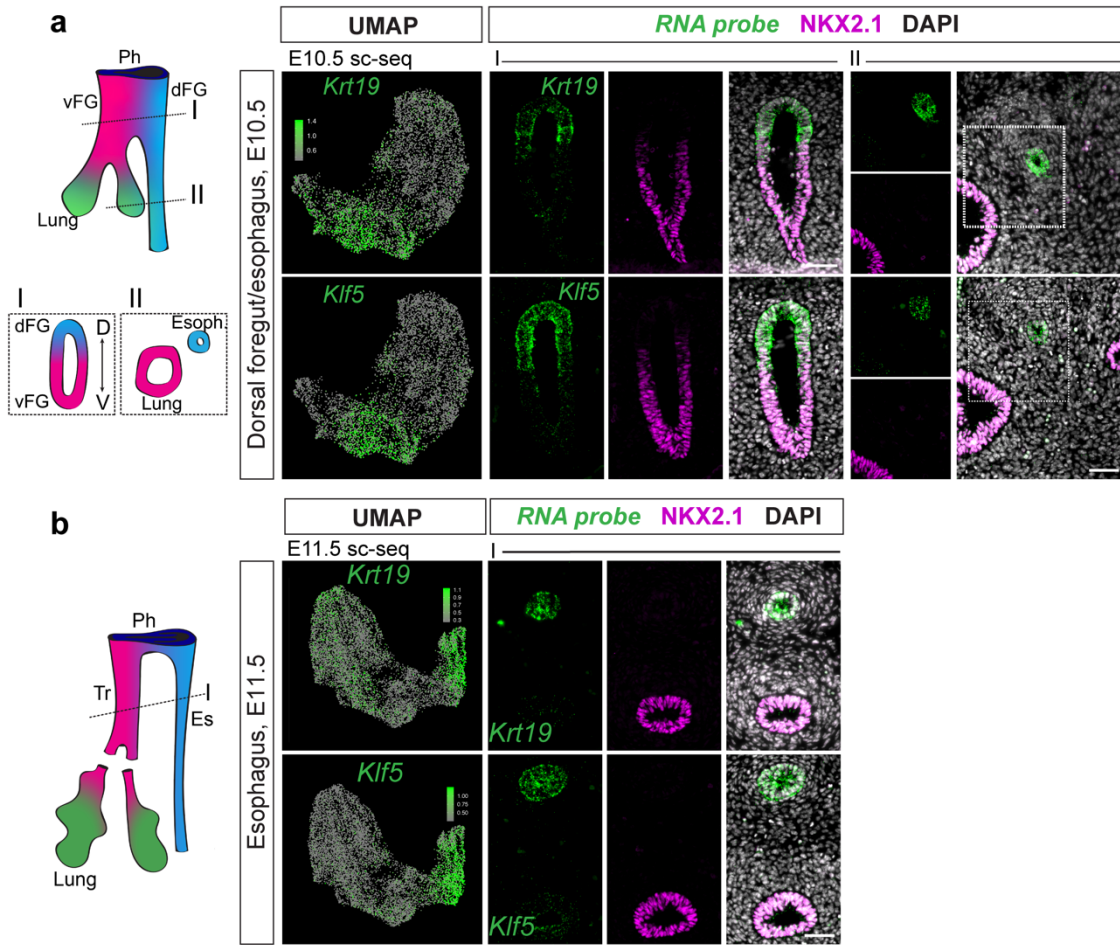 a
UMAP
RNA probe NKX2.1 DAPI
E10.5 sc-seq
I
II
Ph
vFG
dFG
I
II
Lung
I
II
dFG
D
vFG
V
Esoph.
Lung
Dorsal foregut/esophagus, E10.5
Krt19
1.4
1.0
0.6
Krt19
Klf5
Klf5
b
UMAP
RNA probe NKX2.1 DAPI
E11.5 sc-seq
I
Ph
Tr
I
Es
Lung
Esophagus, E11.5
Krt19
1.1
0.9
0.7
0.5
0.3
Krt19
Klf5
1.00
0.75
0.50
Klf5